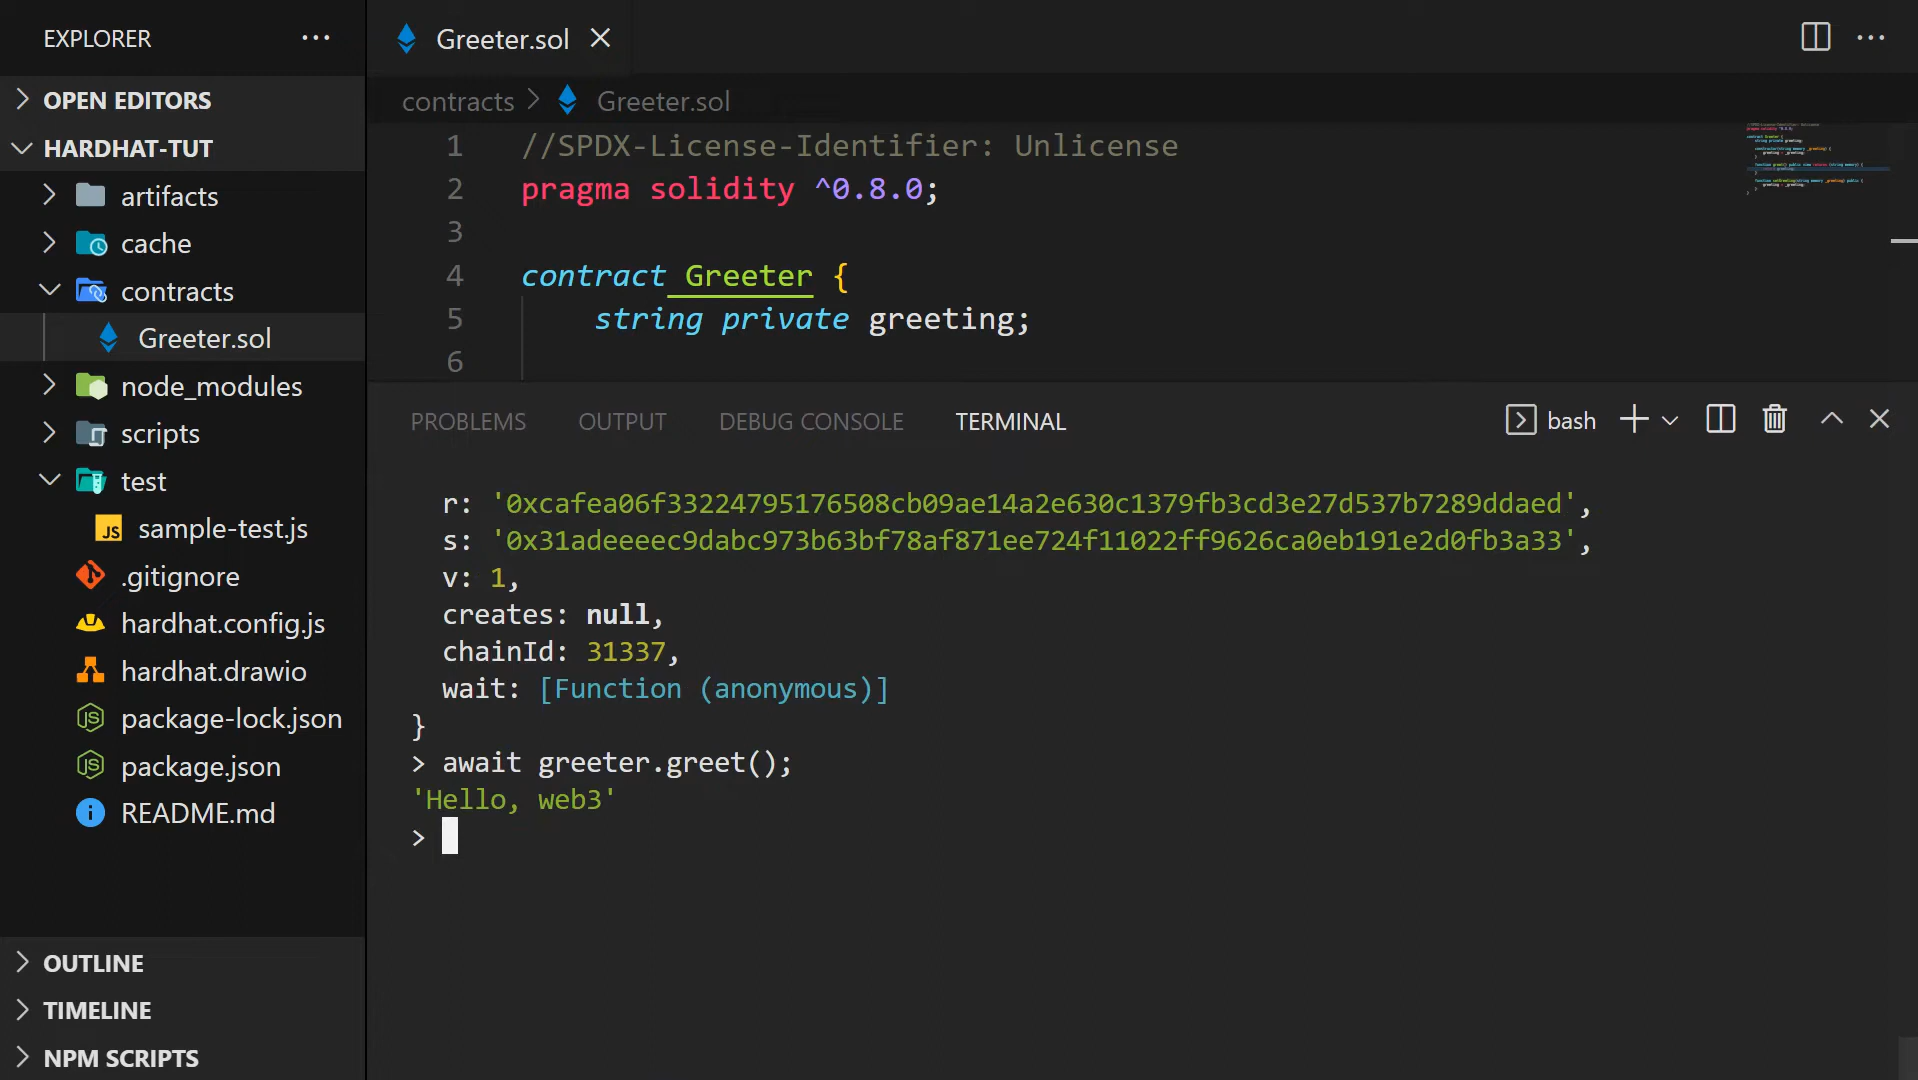 EXPLORER
OPEN EDITORS
HARDHAT-TUT
artifacts
cache
contracts
Greeter.sol
node_modules
scripts
test
JS sample-test.js
.gitignore
hardhat.config.js
hardhat.drawio
package-lock.json
package.json
README.md
OUTLINE
TIMELINE
NPM SCRIPTS
Greeter.sol
contracts > Greeter.sol
1 //SPDX-License-Identifier: Unlicense
2 pragma solidity ^0.8.0;
3
4 contract Greeter {
5 string private greeting;
6
PROBLEMS OUTPUT DEBUG CONSOLE TERMINAL bash
r: '0xcafea06f33224795176508cb09ae14a2e630c1379fb3cd3e27d537b7289ddaed',
s: '0x31adeeeec9dabc973b63bf78af871ee724f11022ff9626ca0eb191e2d0fb3a33',
v: 1,
creates: null,
chainId: 31337,
wait: [Function (anonymous)]
}
> await greeter.greet();
'Hello, web3'
>